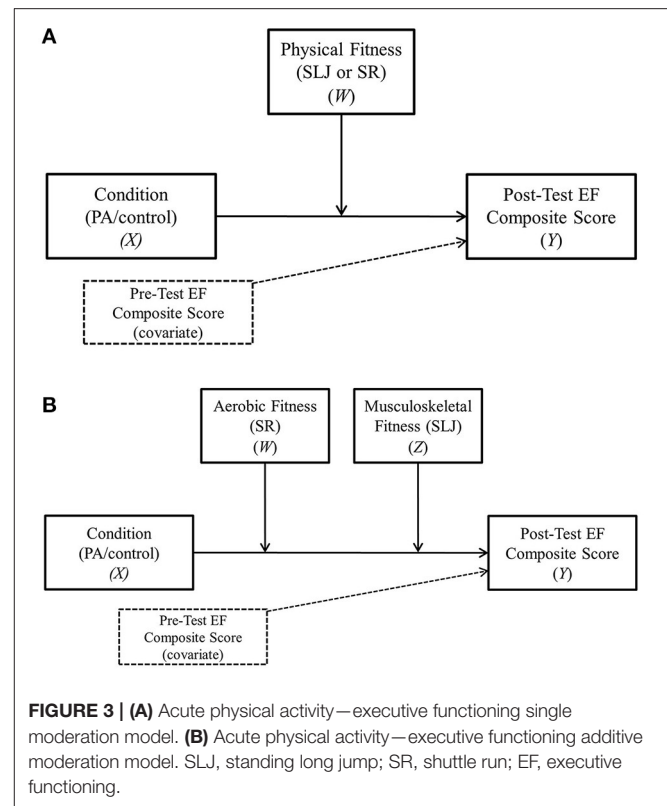 A
Physical Fitness
(SLJ or SR)
(W)
Condition
(PA/control)
(X)
Post-Test EF
Composite Score
(Y)
Pre-Test EF
Composite Score
(covariate)
B
Aerobic Fitness
(SR)
(W)
Musculoskeletal
Fitness (SLJ)
(Z)
Condition
(PA/control)
(X)
Post-Test EF
Composite Score
(Y)
Pre-Test EF
Composite Score
(covariate)
FIGURE 3 | (A) Acute physical activity—executive functioning single
moderation model. (B) Acute physical activity—executive functioning additive
moderation model. SLJ, standing long jump; SR, shuttle run; EF, executive
functioning.